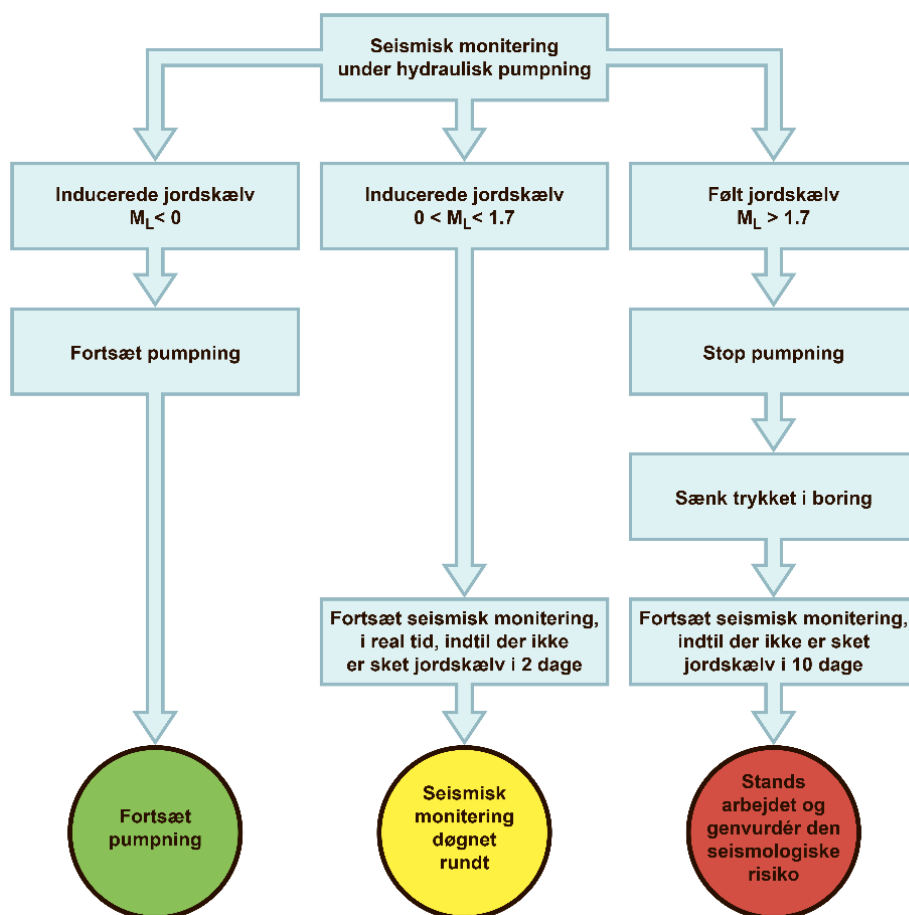 Seismisk monitering
under hydraulisk pumpning
Inducerede jordskælv
M_L < 0
Inducerede jordskælv
0 < M_L < 1.7
Følt jordskælv
M_L > 1.7
Fortsæt pumpning
Stop pumpning
Sænk trykket i boring
Fortsæt seismisk monitering,
i real tid, indtil der ikke
er sket jordskælv i 2 dage
Fortsæt seismisk monitering,
indtil der ikke er sket
jordskælv i 10 dage
Fortsæt
pumpning
Seismisk
monitering
døgnet
rundt
Stands
arbejdet og
genvurdér den
seismologiske
risiko